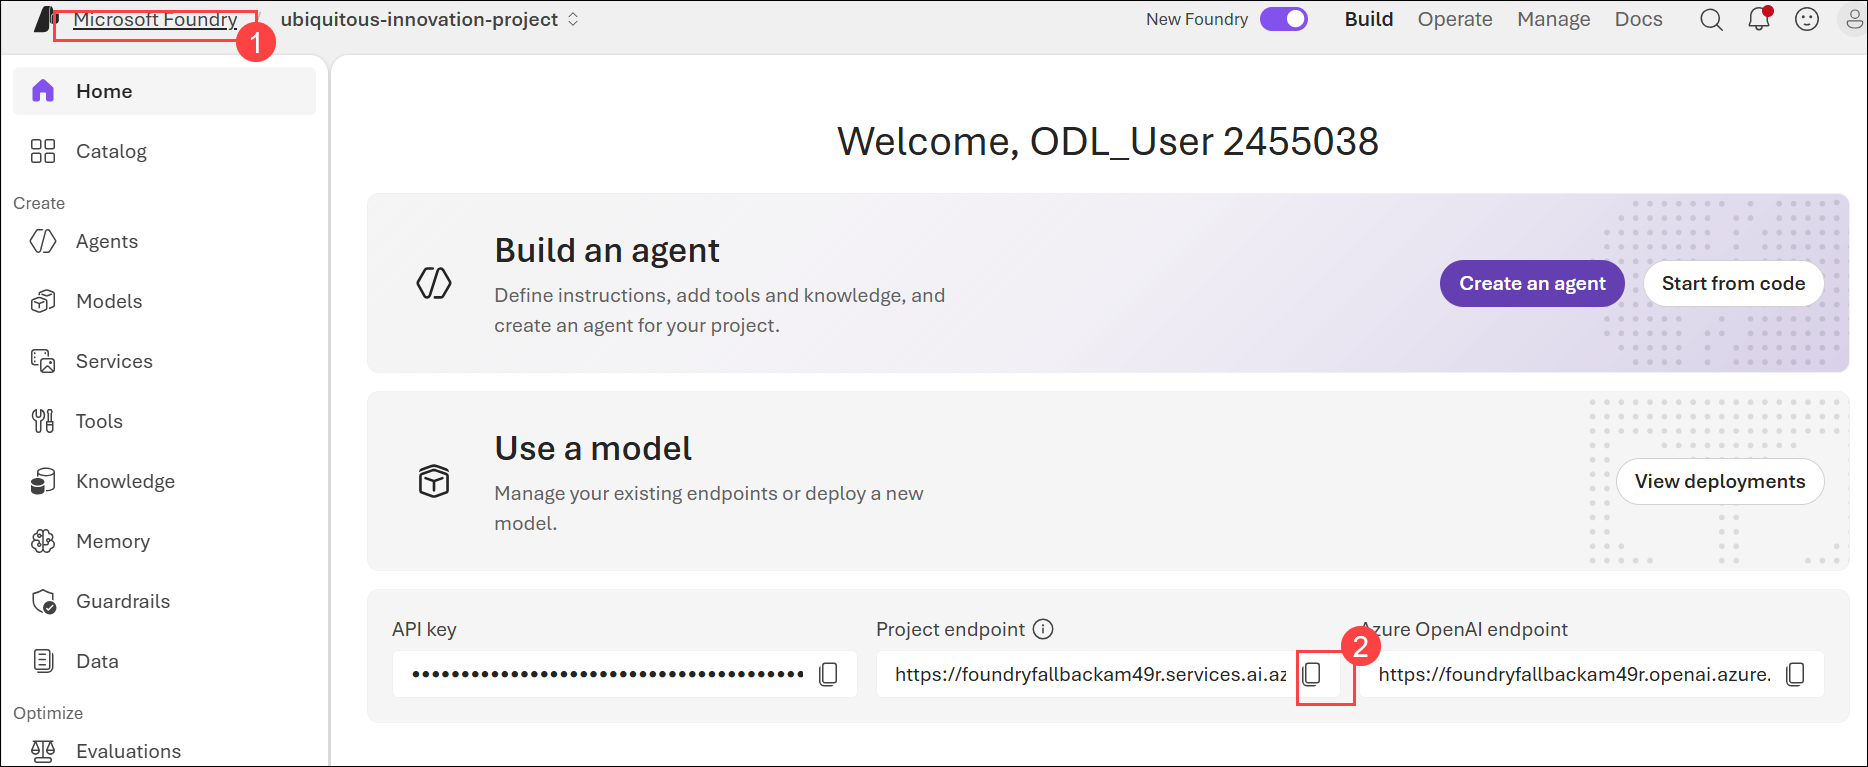 Microsoft Foundry / ubiquitous-innovation-project
New Foundry Build Operate Manage Docs
1
Home
Catalog
Create
Agents
Models
Services
Tools
Knowledge
Memory
Guardrails
Data
Optimize
Evaluations
Welcome, ODL_User 2455038
Build an agent
Define instructions, add tools and knowledge, and
create an agent for your project.
Create an agent
Start from code
Use a model
Manage your existing endpoints or deploy a new
model.
View deployments
API key
••••••••••••••••••••••••••••••••••••••••
Project endpoint
https://foundryfallbackam49r.services.ai.az
2
Azure OpenAI endpoint
https://foundryfallbackam49r.openai.azure.